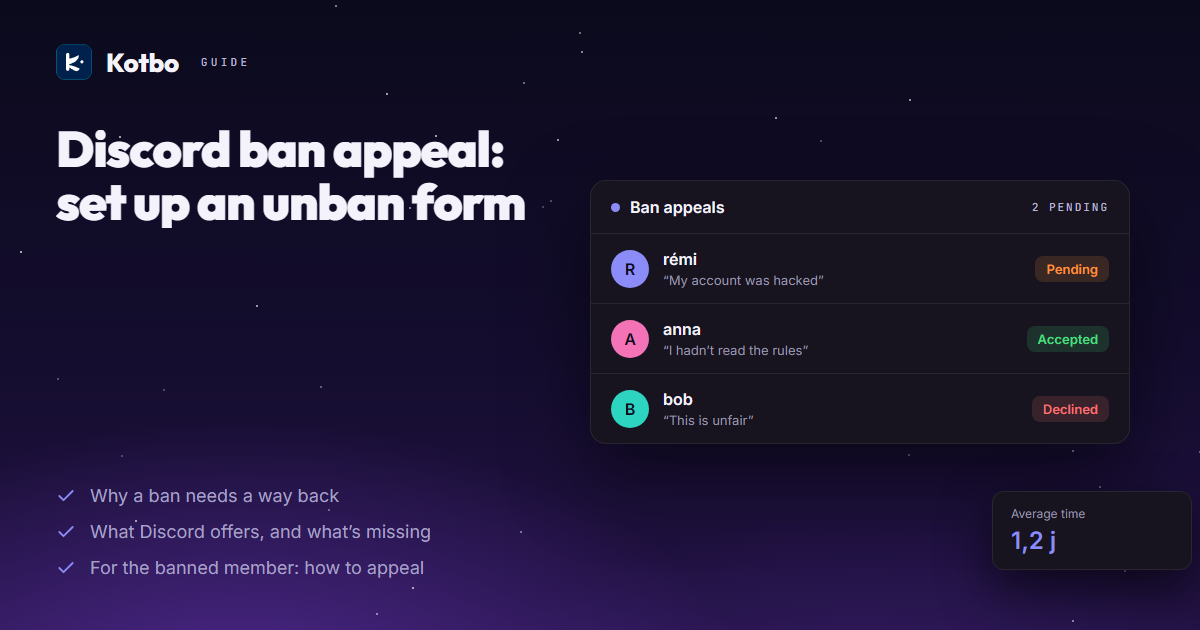 Kotbo GUIDE
Discord ban appeal:
set up an unban form
Ban appeals 2 PENDING
R rémi
“My account was hacked” Pending
A anna
“I hadn’t read the rules” Accepted
B bob
“This is unfair” Declined
Why a ban needs a way back
What Discord offers, and what’s missing
For the banned member: how to appeal
Average time
1,2 j